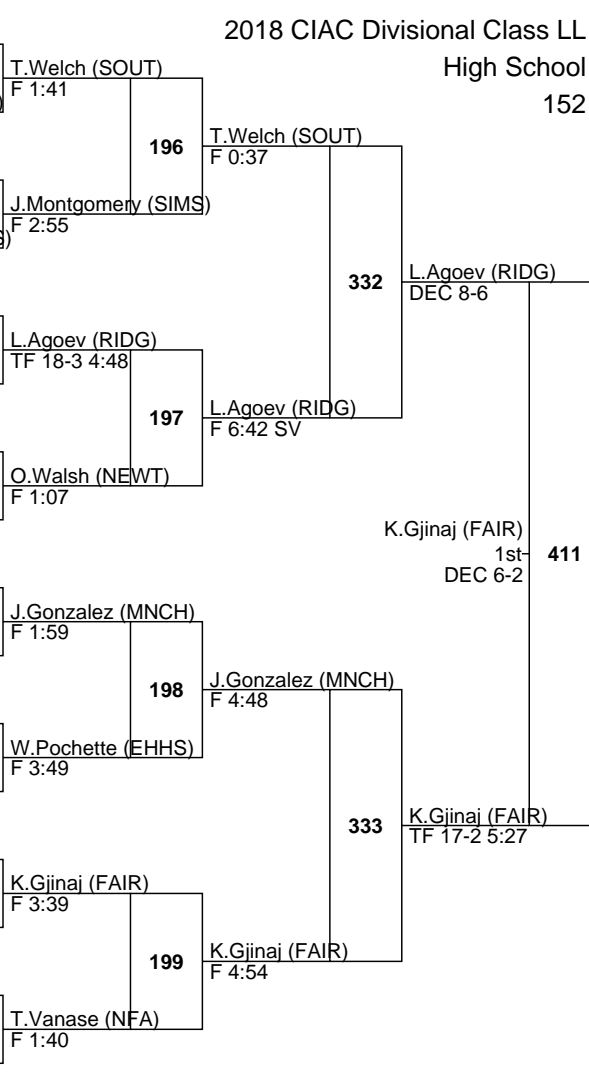 2018 CIAC Divisional Class LL
High School
152
T.Welch (SOUT)
F 1:41
)
196
T.Welch (SOUT)
F 0:37
J.Montgomery (SIMS)
F 2:55
332
L.Agoev (RIDG)
DEC 8-6
L.Agoev (RIDG)
TF 18-3 4:48
197
L.Agoev (RIDG)
F 6:42 SV
O.Walsh (NEWT)
F 1:07
K.Gjinaj (FAIR)
1st
DEC 6-2
411
J.Gonzalez (MNCH)
F 1:59
198
J.Gonzalez (MNCH)
F 4:48
W.Pochette (EHHS)
F 3:49
333
K.Gjinaj (FAIR)
TF 17-2 5:27
K.Gjinaj (FAIR)
F 3:39
199
K.Gjinaj (FAIR)
F 4:54
T.Vanase (NFA)
F 1:40